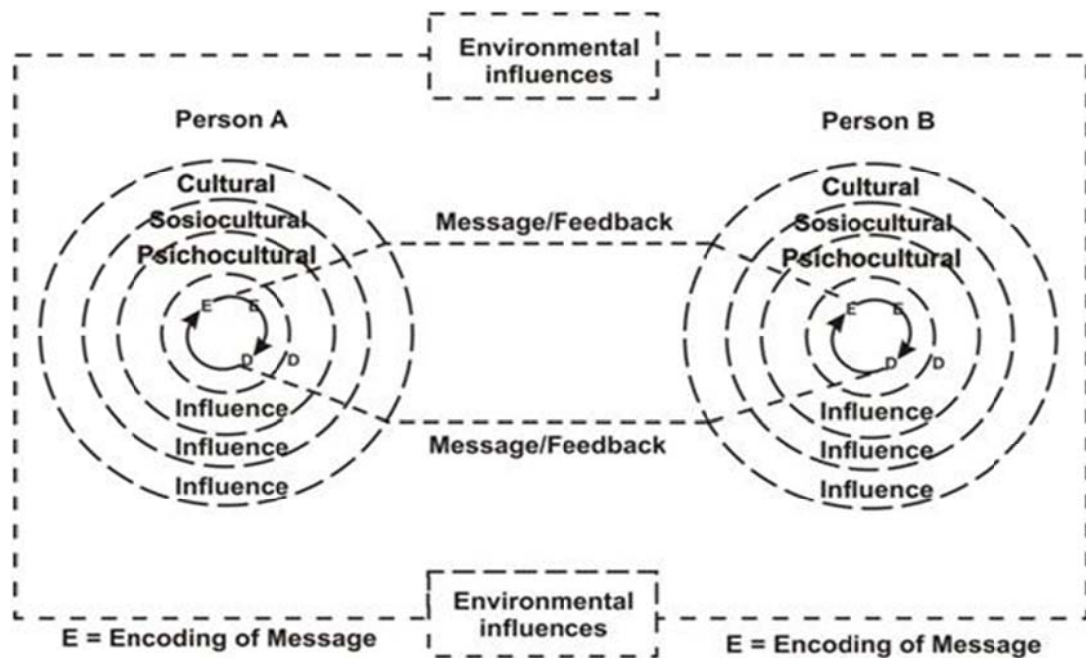 Environmental
influences
Person A
Person B
Cultural
Sosiocultural
Psichocultural
E E
D D
Influence
Influence
Influence
Message/Feedback
Message/Feedback
Cultural
Sosiocultural
Psichocultural
E E
D D
Influence
Influence
Influence
Environmental
influences
E = Encoding of Message
E = Encoding of Message